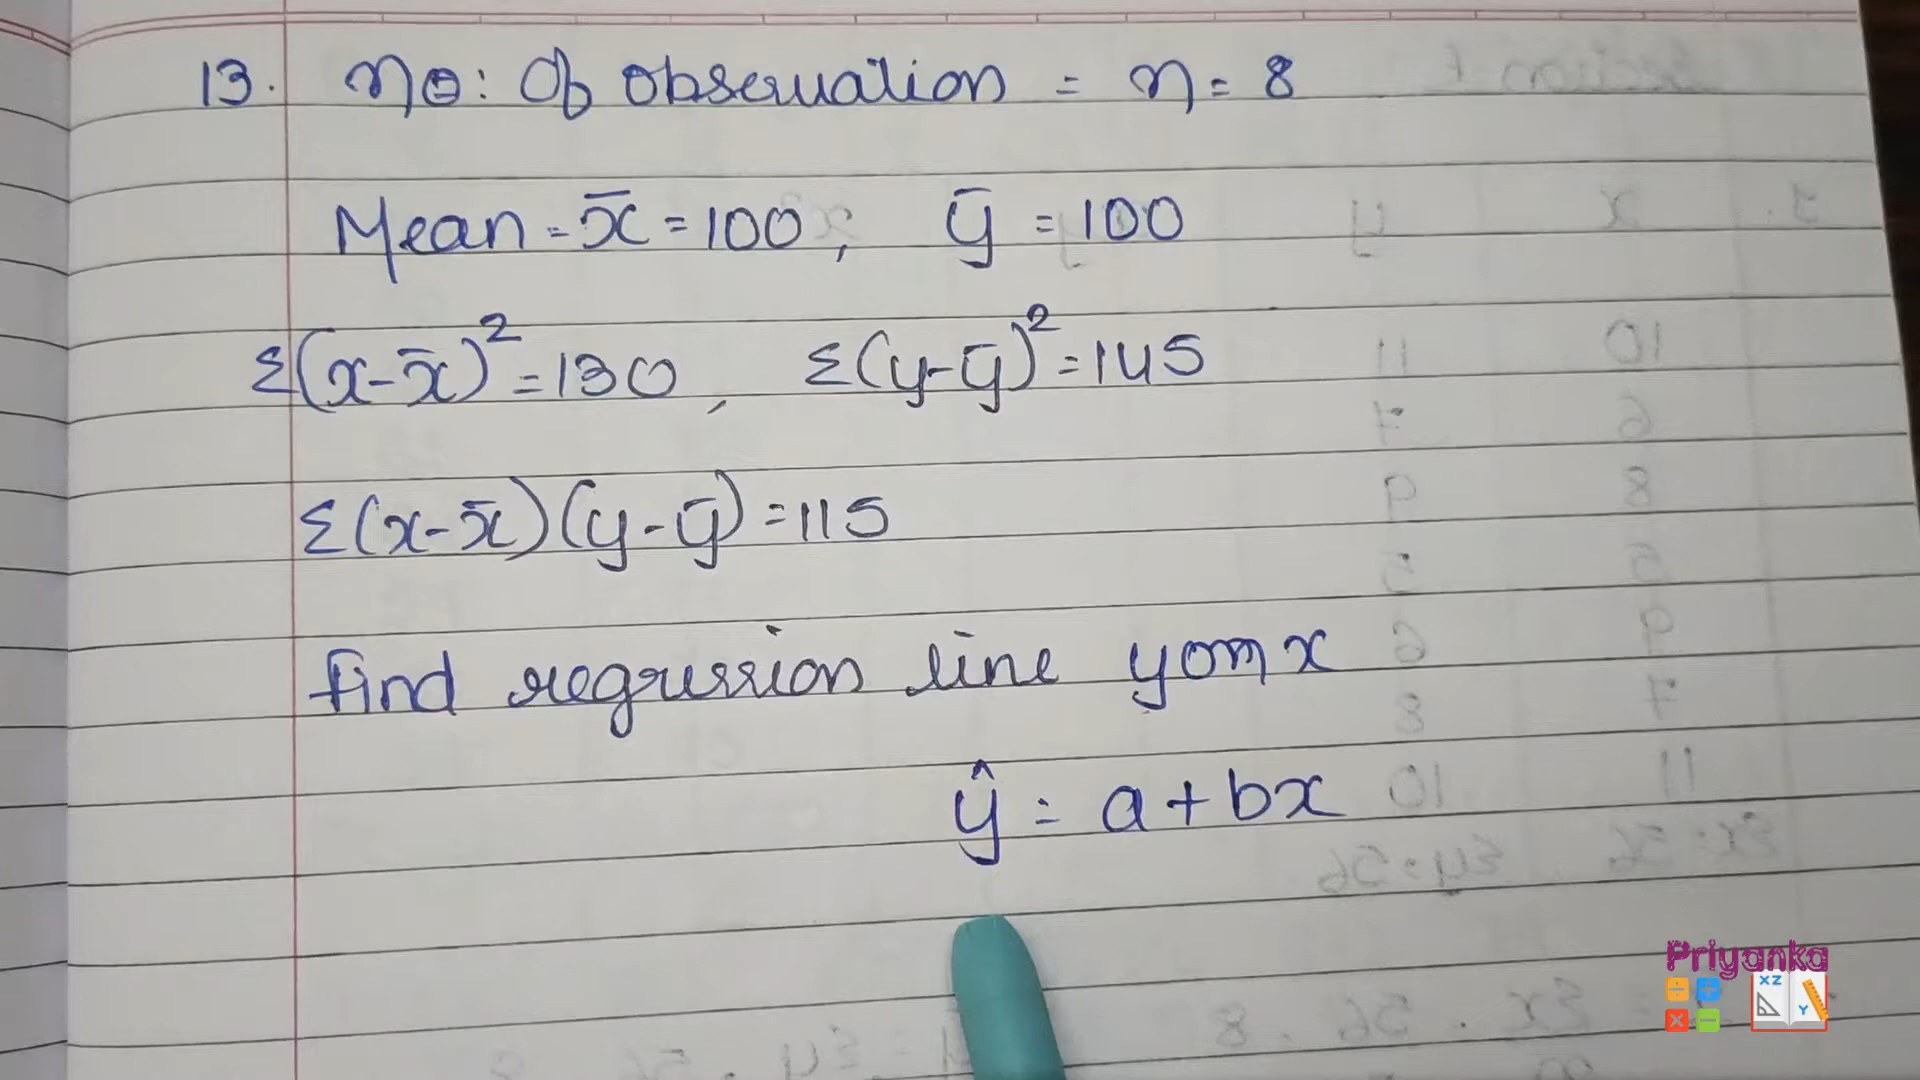 13. no: Of observation = n = 8
Mean = x̄ = 100, ȳ = 100
Σ(x-x̄)² = 130, Σ(y-ȳ)² = 145
Σ(x-x̄)(y-ȳ) = 115
find regression line y on x
ŷ = a + bx
Priyanka
XZ
Y